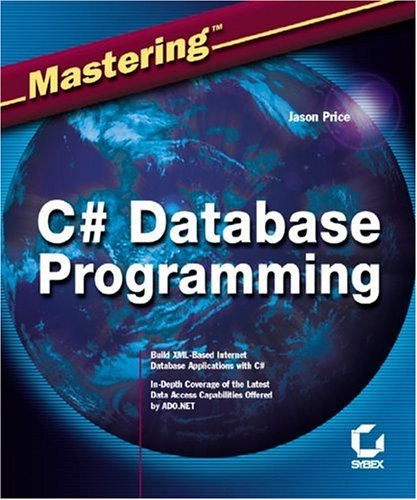 Mastering™
Jason Price
C# Database
Programming
Build XML-Based Internet
Database Applications with C#
In-Depth Coverage of the Latest
Data Access Capabilities Offered
by ADO.NET
SYBEX